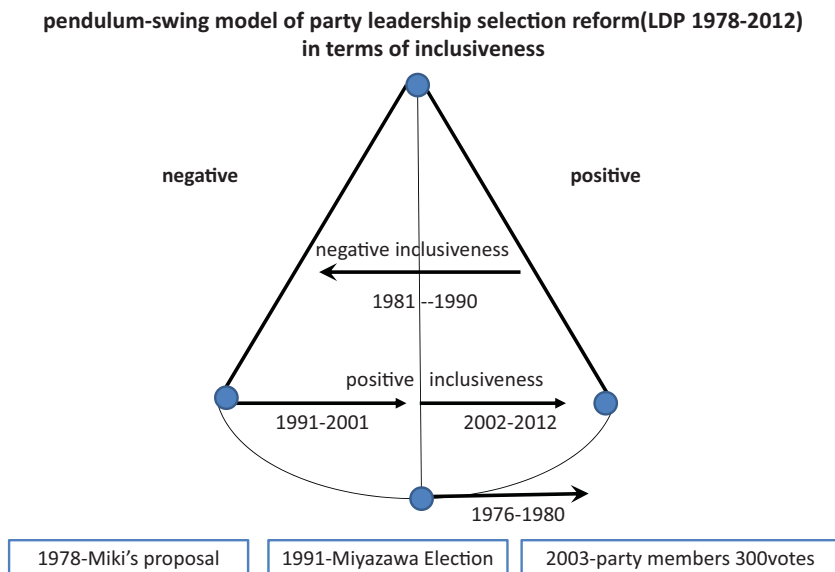 pendulum-swing model of party leadership selection reform(LDP 1978-2012)
in terms of inclusiveness
negative
positive
negative inclusiveness
1981 --1990
positive inclusiveness
1991-2001
2002-2012
1976-1980
1978-Miki's proposal
1991-Miyazawa Election
2003-party members 300votes